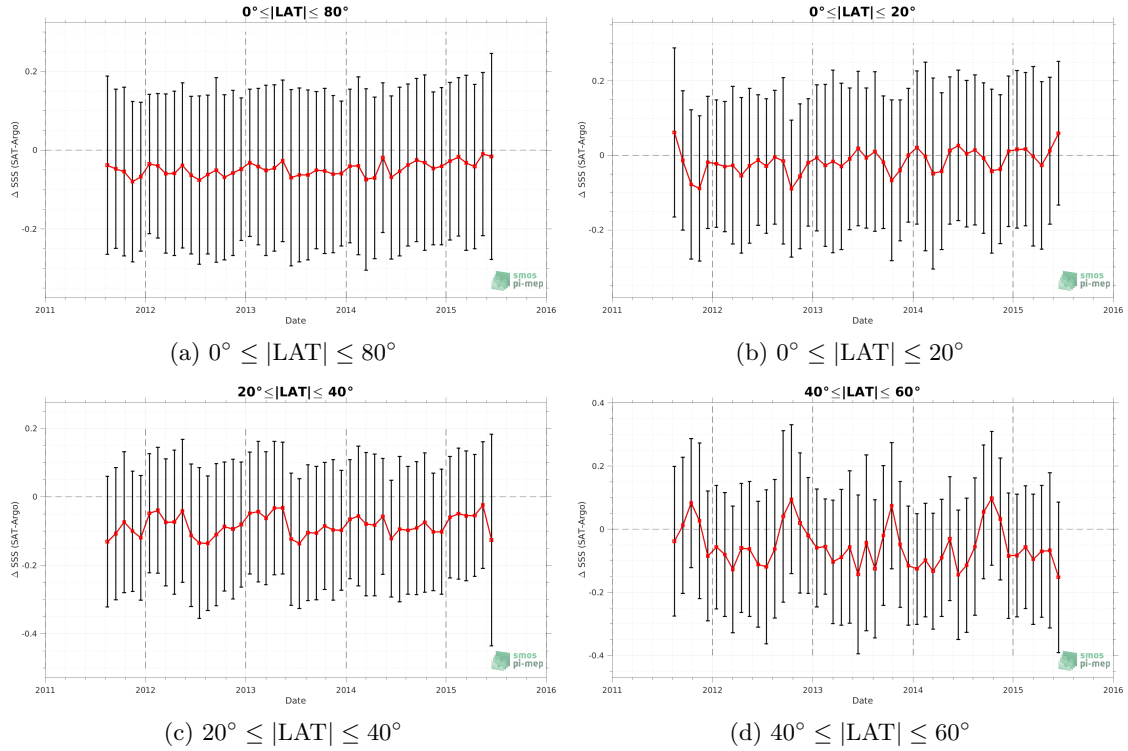 0°≤|LAT|≤ 80°
0.2
0
-0.2
Δ SSS (SAT-Argo)
2011 2012 2013 2014 2015 2016
Date
smos
pi-mep
(a) 0° ≤ |LAT| ≤ 80°
0°≤|LAT|≤ 20°
0.2
0
-0.2
Δ SSS (SAT-Argo)
2011 2012 2013 2014 2015 2016
Date
smos
pi-mep
(b) 0° ≤ |LAT| ≤ 20°
20°≤|LAT|≤ 40°
0.2
0
-0.2
-0.4
Δ SSS (SAT-Argo)
2011 2012 2013 2014 2015 2016
Date
smos
pi-mep
(c) 20° ≤ |LAT| ≤ 40°
40°≤|LAT|≤ 60°
0.4
0.2
0
-0.2
-0.4
Δ SSS (SAT-Argo)
2011 2012 2013 2014 2015 2016
Date
smos
pi-mep
(d) 40° ≤ |LAT| ≤ 60°